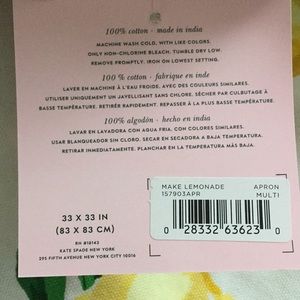 100% cotton · made in india
MACHINE WASH COLD, WITH LIKE-COLORS.
ONLY NON-CHLORINE BLEACH, TUMBLE DRY LOW.
REMOVE PROMPTLY. IRON ON LOWEST SETTING.
100 % cotton · fabrique en inde
LAVER EN MACHINE À L'EAU FROIDE, AVEC DES COULEURS SIMILARES.
UTILISER UNIQUEMENT UN JAVELLISANT SANS CHLORE. SÉCHER PAR CULBUTAGE À
BASSE TEMPÉRATURE. RETIRÉE RAPIDEMENT. REPASSER À LA PLUS BASSE TEMPÉRATURE.
100% algodón · hecho en india
LAVAR EN LAVADORA CON AGUA FRIA, CON COLORES SIMILARES.
USAR BLANQUEADOR SIN CLORO. SECAR EN SECADORA A BAJA TEMPERATURA.
RETIRAR INMEDIATAMENTE. PLANCHAR EN LA TEMPERATURA MÁS BAJA.
MAKE LEMONADE APRON
157903APR MULTI
0 28332 63623 0
33 X 33 IN
(83 X 83 CM)
RN #18143
KATE SPADE NEW YORK
295 FIFTH AVENUE NEW YORK CITY 10016